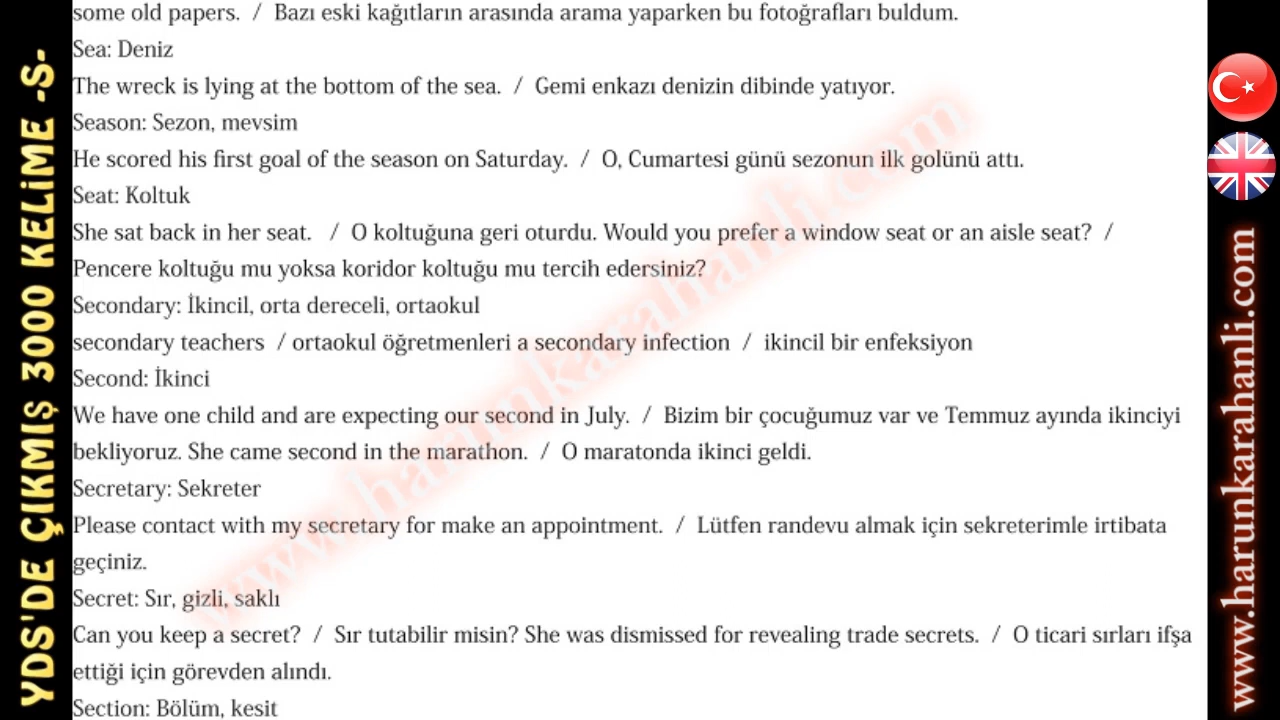 YDS'DE ÇIKMIŞ 3000 KELİME -S-
some old papers. / Bazı eski kağıtların arasında arama yaparken bu fotoğrafları buldum.
Sea: Deniz
The wreck is lying at the bottom of the sea. / Gemi enkazı denizin dibinde yatıyor.
Season: Sezon, mevsim
He scored his first goal of the season on Saturday. / O, Cumartesi günü sezonun ilk golünü attı.
Seat: Koltuk
She sat back in her seat. / O koltuğuna geri oturdu. Would you prefer a window seat or an aisle seat? /
Pencere koltuğu mu yoksa koridor koltuğu mu tercih edersiniz?
Secondary: İkincil, orta dereceli, ortaokul
secondary teachers / ortaokul öğretmenleri a secondary infection / ikincil bir enfeksiyon
Second: İkinci
We have one child and are expecting our second in July. / Bizim bir çocuğumuz var ve Temmuz ayında ikinciyi
bekliyoruz. She came second in the marathon. / O maratonda ikinci geldi.
Secretary: Sekreter
Please contact with my secretary for make an appointment. / Lütfen randevu almak için sekreterimle irtibata
geçiniz.
Secret: Sır, gizli, saklı
Can you keep a secret? / Sır tutabilir misin? She was dismissed for revealing trade secrets. / O ticari sırları ifşa
ettiği için görevden alındı.
Section: Bölüm, kesit
www.harunkarahanli.com
www.harunkarahanli.com